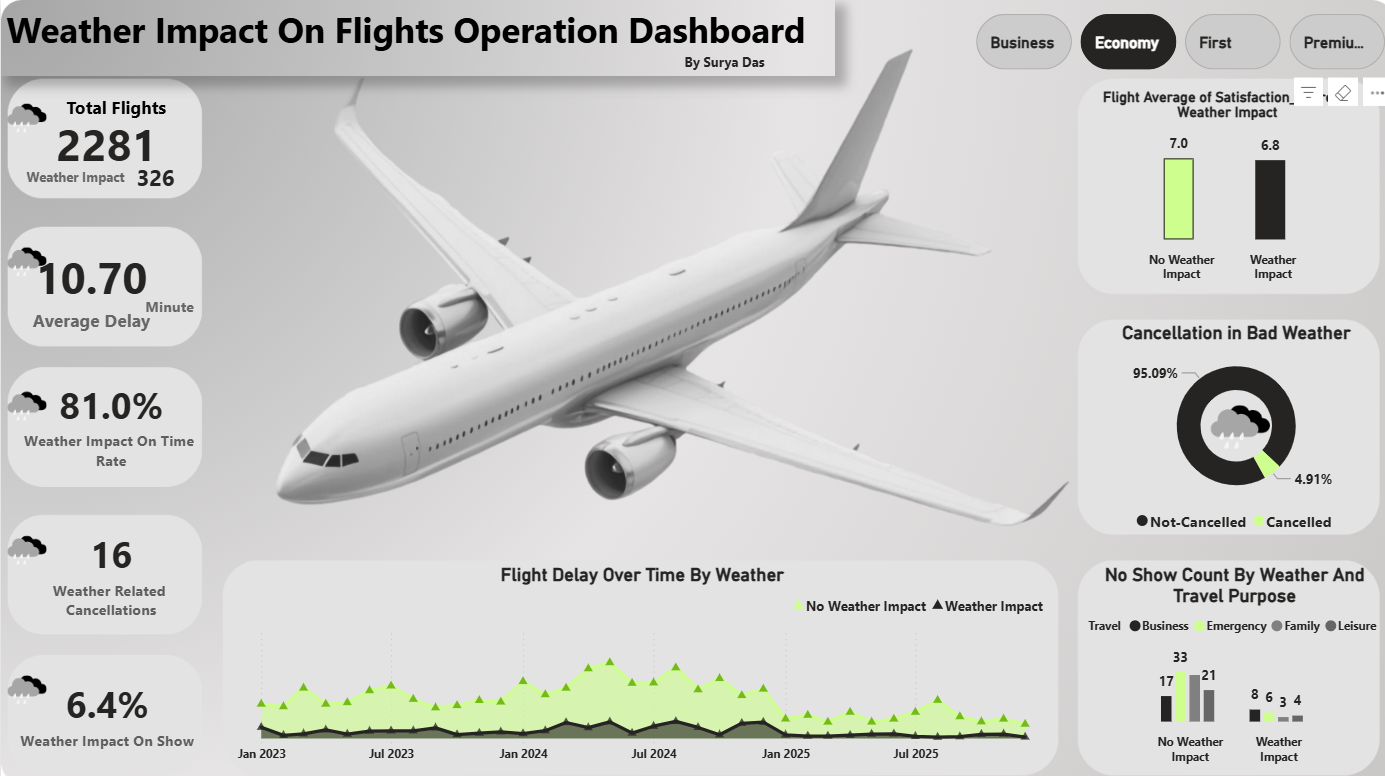 Weather Impact On Flights Operation Dashboard
By Surya Das
Business
Economy
First
Premiu...
Total Flights
2281
Weather Impact 326
10.70
Minute
Average Delay
81.0%
Weather Impact On Time
Rate
16
Weather Related
Cancellations
6.4%
Weather Impact On Show
Flight Average of Satisfaction_
Weather Impact
7.0
6.8
No Weather
Impact
Weather
Impact
Cancellation in Bad Weather
95.09%
4.91%
Not-Cancelled
Cancelled
Flight Delay Over Time By Weather
No Weather Impact
Weather Impact
Jan 2023
Jul 2023
Jan 2024
Jul 2024
Jan 2025
Jul 2025
No Show Count By Weather And
Travel Purpose
Travel Business Emergency Family Leisure
17
33
21
8
6
3
4
No Weather
Impact
Weather
Impact